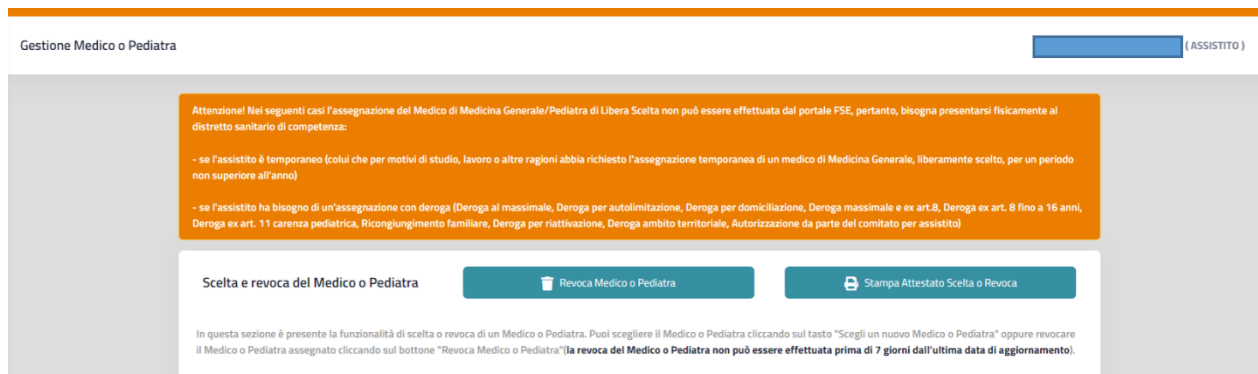 Gestione Medico o Pediatra
( ASSISTITO )
Attenzione! Nei seguenti casi l'assegnazione del Medico di Medicina Generale/Pediatra di Libera Scelta non può essere effettuata dal portale FSE, pertanto, bisogna presentarsi fisicamente al
distretto sanitario di competenza:
- se l'assistito è temporaneo (colui che per motivi di studio, lavoro o altre ragioni abbia richiesto l'assegnazione temporanea di un medico di Medicina Generale, liberamente scelto, per un periodo
non superiore all'anno)
- se l'assistito ha bisogno di un'assegnazione con deroga (Deroga al massimale, Deroga per autolimitazione, Deroga per domiciliazione, Deroga massimale e ex art.8, Deroga ex art. 8 fino a 16 anni,
Deroga ex art. 11 carenza pediatrica, Ricongiungimento familiare, Deroga per riattivazione, Deroga ambito territoriale, Autorizzazione da parte del comitato per assistito)
Scelta e revoca del Medico o Pediatra
Revoca Medico o Pediatra
Stampa Attestato Scelta o Revoca
In questa sezione è presente la funzionalità di scelta o revoca di un Medico o Pediatra. Puoi scegliere il Medico o Pediatra cliccando sul tasto "Scegli un nuovo Medico o Pediatra" oppure revocare
il Medico o Pediatra assegnato cliccando sul bottone "Revoca Medico o Pediatra"(la revoca del Medico o Pediatra non può essere effettuata prima di 7 giorni dall'ultima data di aggiornamento).